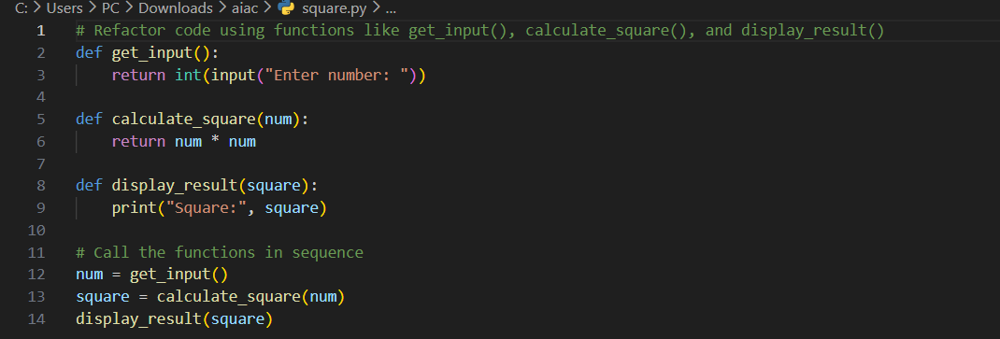 C: > Users > PC > Downloads > aiac > square.py > ...
1 # Refactor code using functions like get_input(), calculate_square(), and display_result()
2 def get_input():
3     return int(input("Enter number: "))
4
5 def calculate_square(num):
6     return num * num
7
8 def display_result(square):
9     print("Square:", square)
10
11 # Call the functions in sequence
12 num = get_input()
13 square = calculate_square(num)
14 display_result(square)